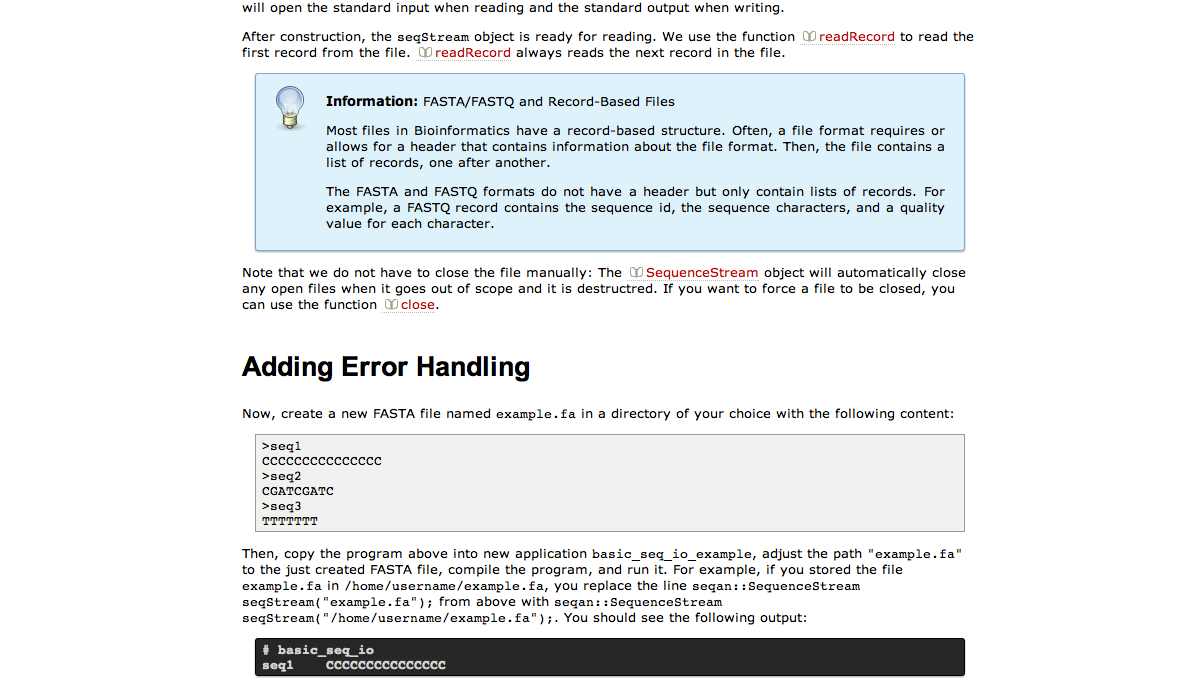 will open the standard input when reading and the standard output when writing.
After construction, the seqStream object is ready for reading. We use the function readRecord to read the
first record from the file. readRecord always reads the next record in the file.
Information: FASTA/FASTQ and Record-Based Files
Most files in Bioinformatics have a record-based structure. Often, a file format requires or
allows for a header that contains information about the file format. Then, the file contains a
list of records, one after another.
The FASTA and FASTQ formats do not have a header but only contain lists of records. For
example, a FASTQ record contains the sequence id, the sequence characters, and a quality
value for each character.
Note that we do not have to close the file manually: The SequenceStream object will automatically close
any open files when it goes out of scope and it is destructred. If you want to force a file to be closed, you
can use the function close.
Adding Error Handling
Now, create a new FASTA file named example.fa in a directory of your choice with the following content:
>seq1
CCCCCCCCCCCCCCC
>seq2
CGATCGATC
>seq3
TTTTTTT
Then, copy the program above into new application basic_seq_io_example, adjust the path "example.fa"
to the just created FASTA file, compile the program, and run it. For example, if you stored the file
example.fa in /home/username/example.fa, you replace the line seqan::SequenceStream
seqStream("example.fa"); from above with seqan::SequenceStream
seqStream("/home/username/example.fa");. You should see the following output:
# basic_seq_io
seq1    CCCCCCCCCCCCCCC